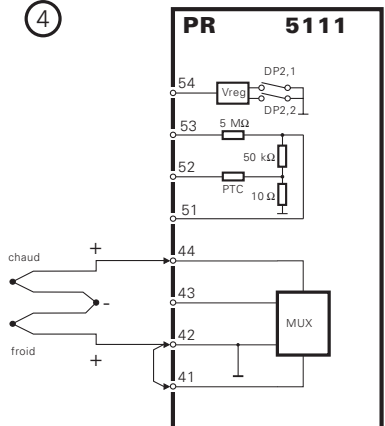 4
PR 5111
54
Vreg
DP2,1
DP2,2
53
5 MΩ
50 kΩ
52
PTC
10 Ω
51
chaud
+
44
43
-
MUX
42
froid
+
41